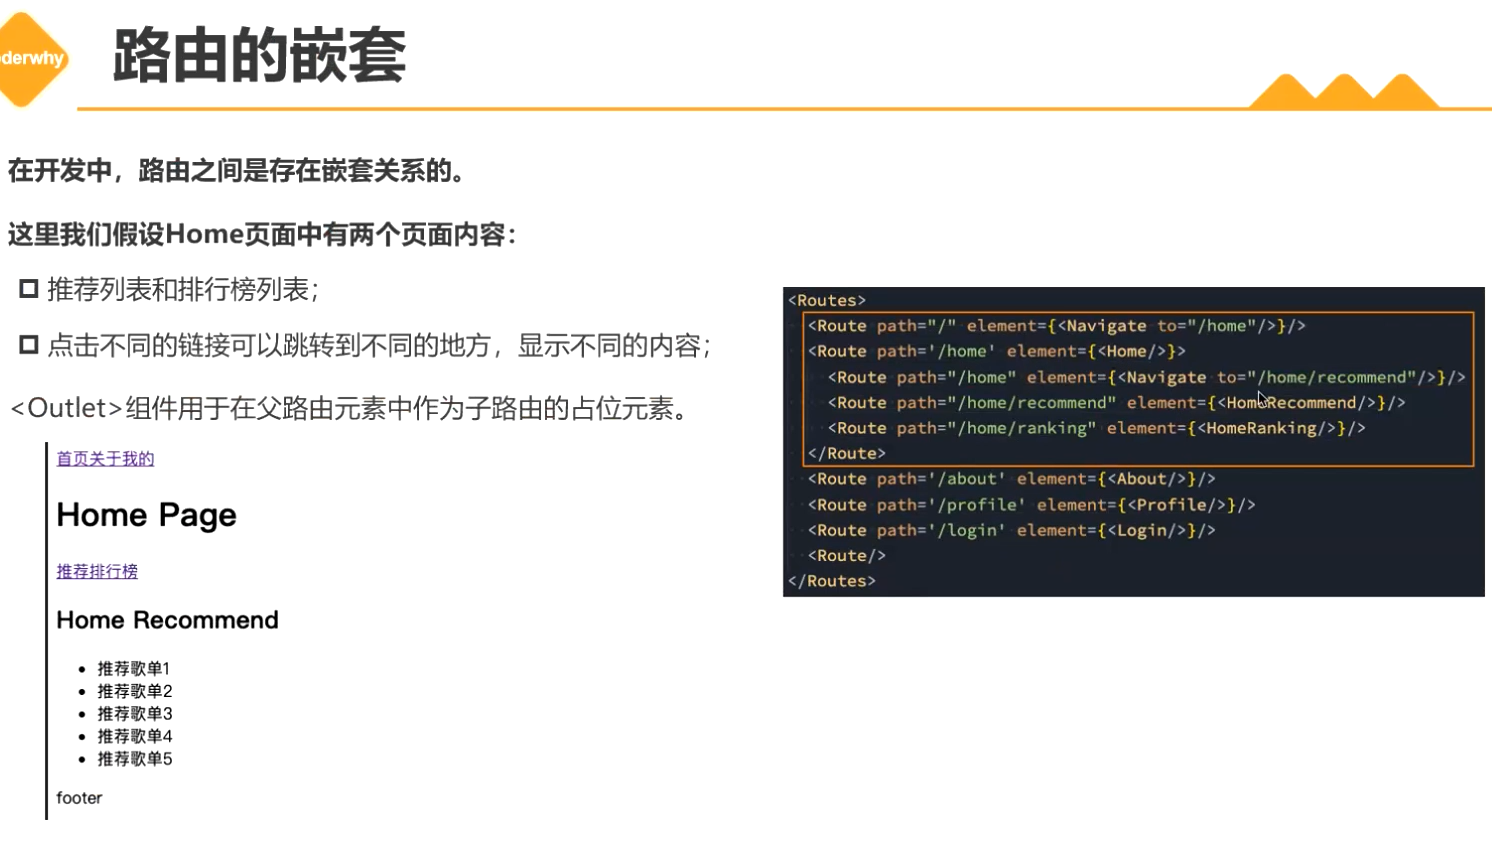 derwhy
路由的嵌套
在开发中，路由之间是存在嵌套关系的。
这里我们假设Home页面中有两个页面内容：
推荐列表和排行榜列表；
点击不同的链接可以跳转到不同的地方，显示不同的内容；
<Outlet>组件用于在父路由元素中作为子路由的占位元素。
首页关于我的
Home Page
推荐排行榜
Home Recommend
推荐歌单1
推荐歌单2
推荐歌单3
推荐歌单4
推荐歌单5
footer
<Routes>
<Route path="/" element={<Navigate to="/home"/>}/>
<Route path='/home' element={<Home/>}>
<Route path="/home" element={<Navigate to="/home/recommend"/>}/>
<Route path="/home/recommend" element={<HomeRecommend/>}/>
<Route path="/home/ranking" element={<HomeRanking/>}/>
</Route>
<Route path='/about' element={<About/>}/>
<Route path='/profile' element={<Profile/>}/>
<Route path='/login' element={<Login/>}/>
<Route/>
</Routes>